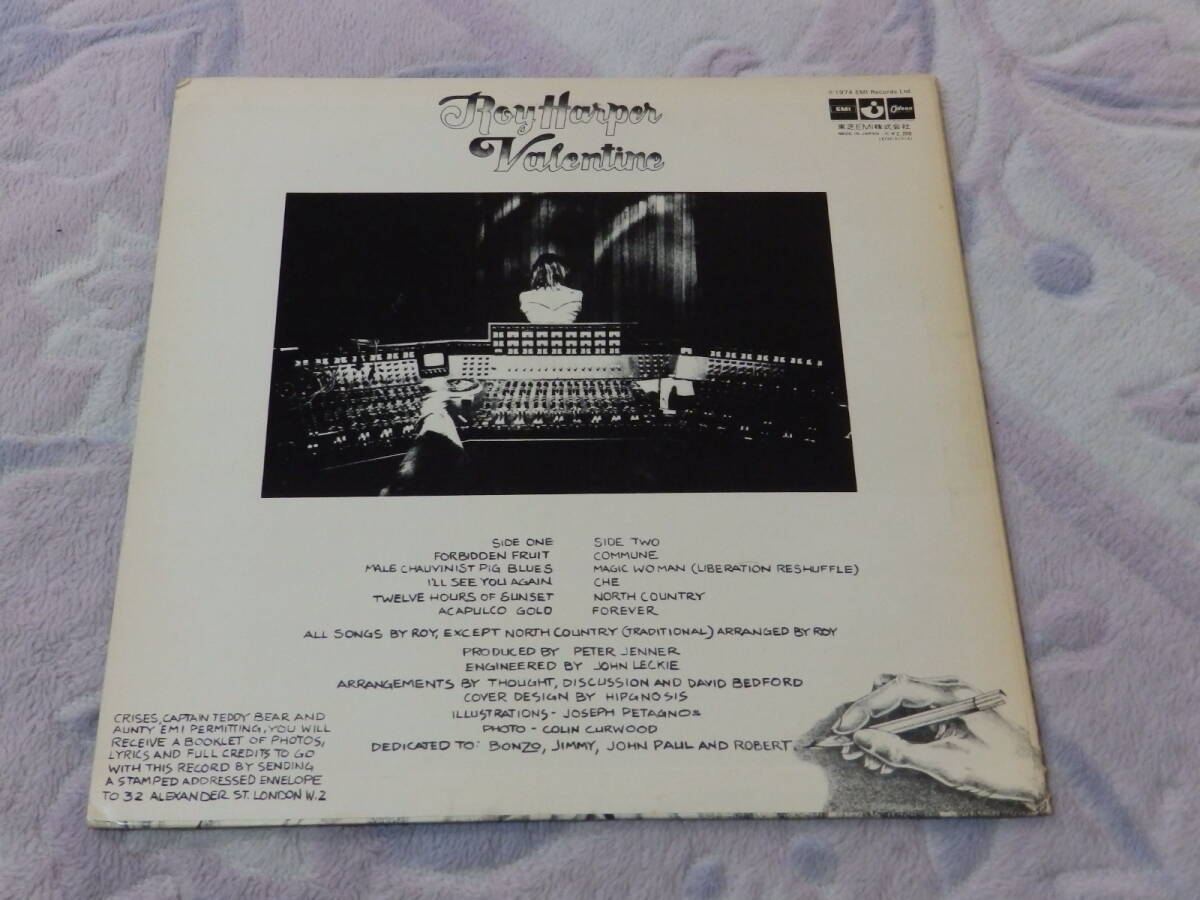 Roy Harper
Valentine
℗1974 EMI Records Ltd.
EMI
Odeon
東芝EMI株式会社
MADE IN JAPAN
SIDE ONE
FORBIDDEN FRUIT
MALE CHAUVINIST PIG BLUES
I'LL SEE YOU AGAIN
TWELVE HOURS OF SUNSET
ACAPULCO GOLD
SIDE TWO
COMMUNE
MAGIC WOMAN (LIBERATION RESHUFFLE)
CHE
NORTH COUNTRY
FOREVER
ALL SONGS BY ROY, EXCEPT NORTH COUNTRY (TRADITIONAL) ARRANGED BY ROY
PRODUCED BY PETER JENNER
ENGINEERED BY JOHN LECKIE
ARRANGEMENTS BY THOUGHT, DISCUSSION AND DAVID BEDFORD
COVER DESIGN BY HIPGNOSIS
ILLUSTRATIONS - JOSEPH PETAGNOS
PHOTO - COLIN CURWOOD
DEDICATED TO: BONZO, JIMMY, JOHN PAUL AND ROBERT.
CRISES, CAPTAIN TEDDY BEAR AND
AUNTY EMI PERMITTING, YOU WILL
RECEIVE A BOOKLET OF PHOTOS,
LYRICS AND FULL CREDITS TO GO
WITH THIS RECORD BY SENDING
A STAMPED ADDRESSED ENVELOPE
TO 32 ALEXANDER ST. LONDON W.2